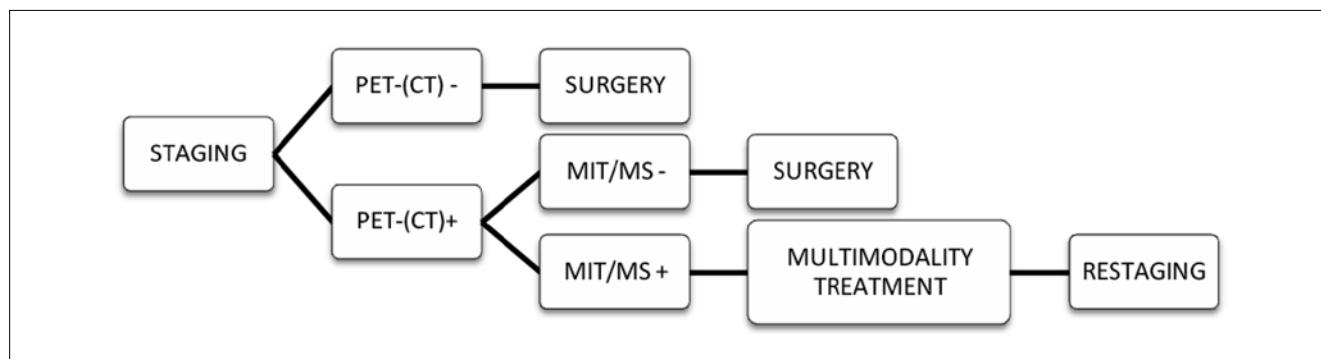 PET-(CT) -
SURGERY
STAGING
MIT/MS -
SURGERY
PET-(CT)+
MIT/MS +
MULTIMODALITY
TREATMENT
RESTAGING